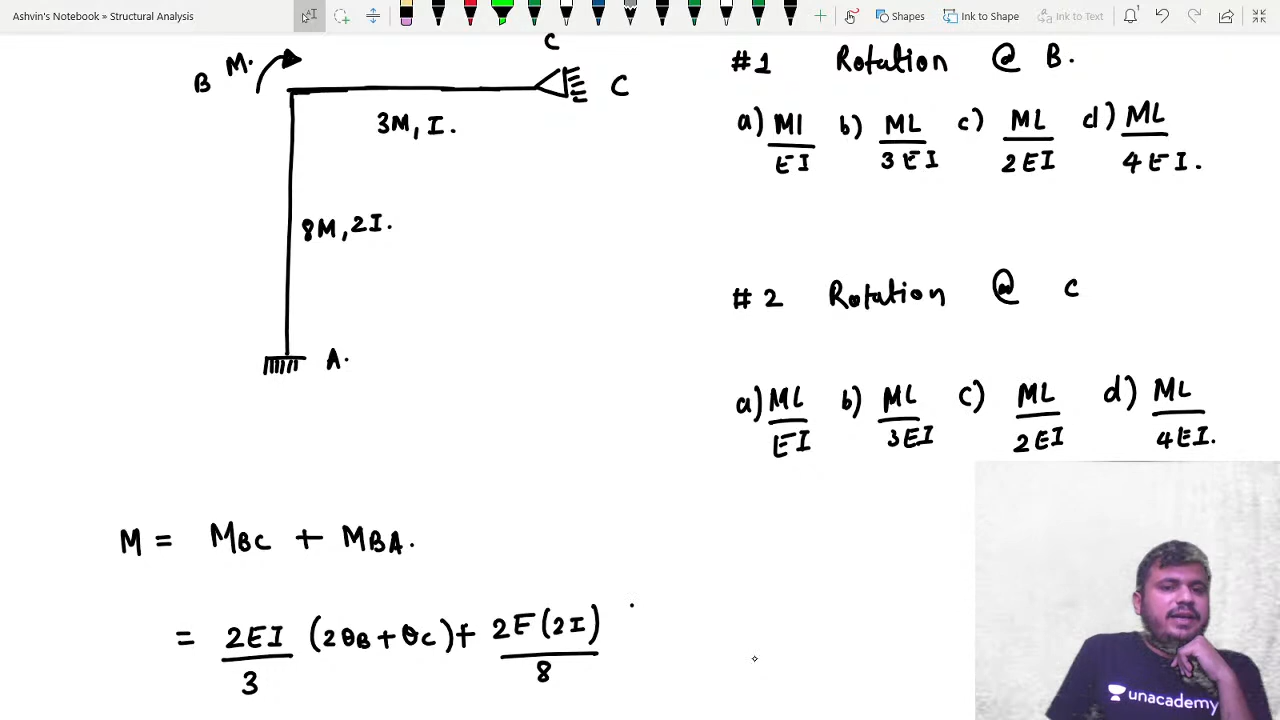 Ashvin's Notebook » Structural Analysis
Shapes
Ink to Shape
Ink to Text
C
B M.
C
3M, I.
8M, 2I.
A.
#1 Rotation @ B.
a) MI/EI b) ML/3EI c) ML/2EI d) ML/4EI.
#2 Rotation @ C
a) ML/EI b) ML/3EI c) ML/2EI d) ML/4EI.
M = MBC + MBA.
= 2EI/3 (2θB + θC) + 2E(2I)/8
unacademy